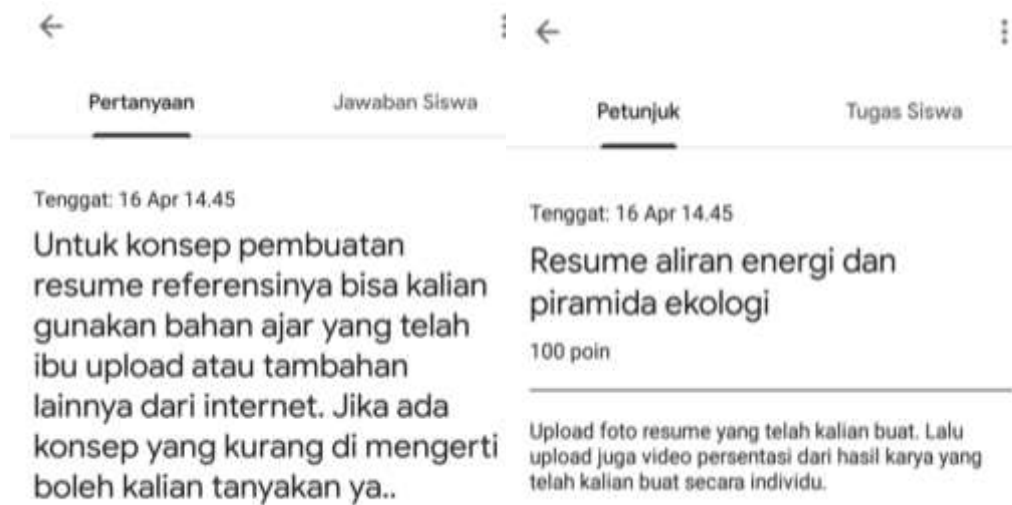 Pertanyaan
Jawaban Siswa
Tenggat: 16 Apr 14.45
Untuk konsep pembuatan
resume referensinya bisa kalian
gunakan bahan ajar yang telah
ibu upload atau tambahan
lainnya dari internet. Jika ada
konsep yang kurang di mengerti
boleh kalian tanyakan ya..
Petunjuk
Tugas Siswa
Tenggat: 16 Apr 14.45
Resume aliran energi dan
piramida ekologi
100 poin
Upload foto resume yang telah kalian buat. Lalu
upload juga video persentasi dari hasil karya yang
telah kalian buat secara individu.